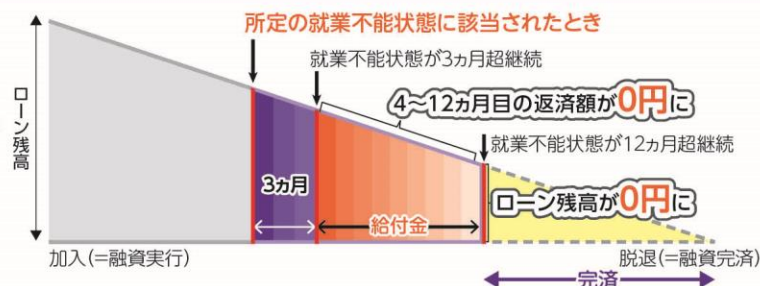 所定の就業不能状態に該当されたとき
就業不能状態が3ヵ月超継続
4〜12ヵ月目の返済額が0円に
就業不能状態が12ヵ月超継続
ローン残高
3ヵ月
給付金
ローン残高が0円に
加入(=融資実行)
脱退(=融資完済)
完済